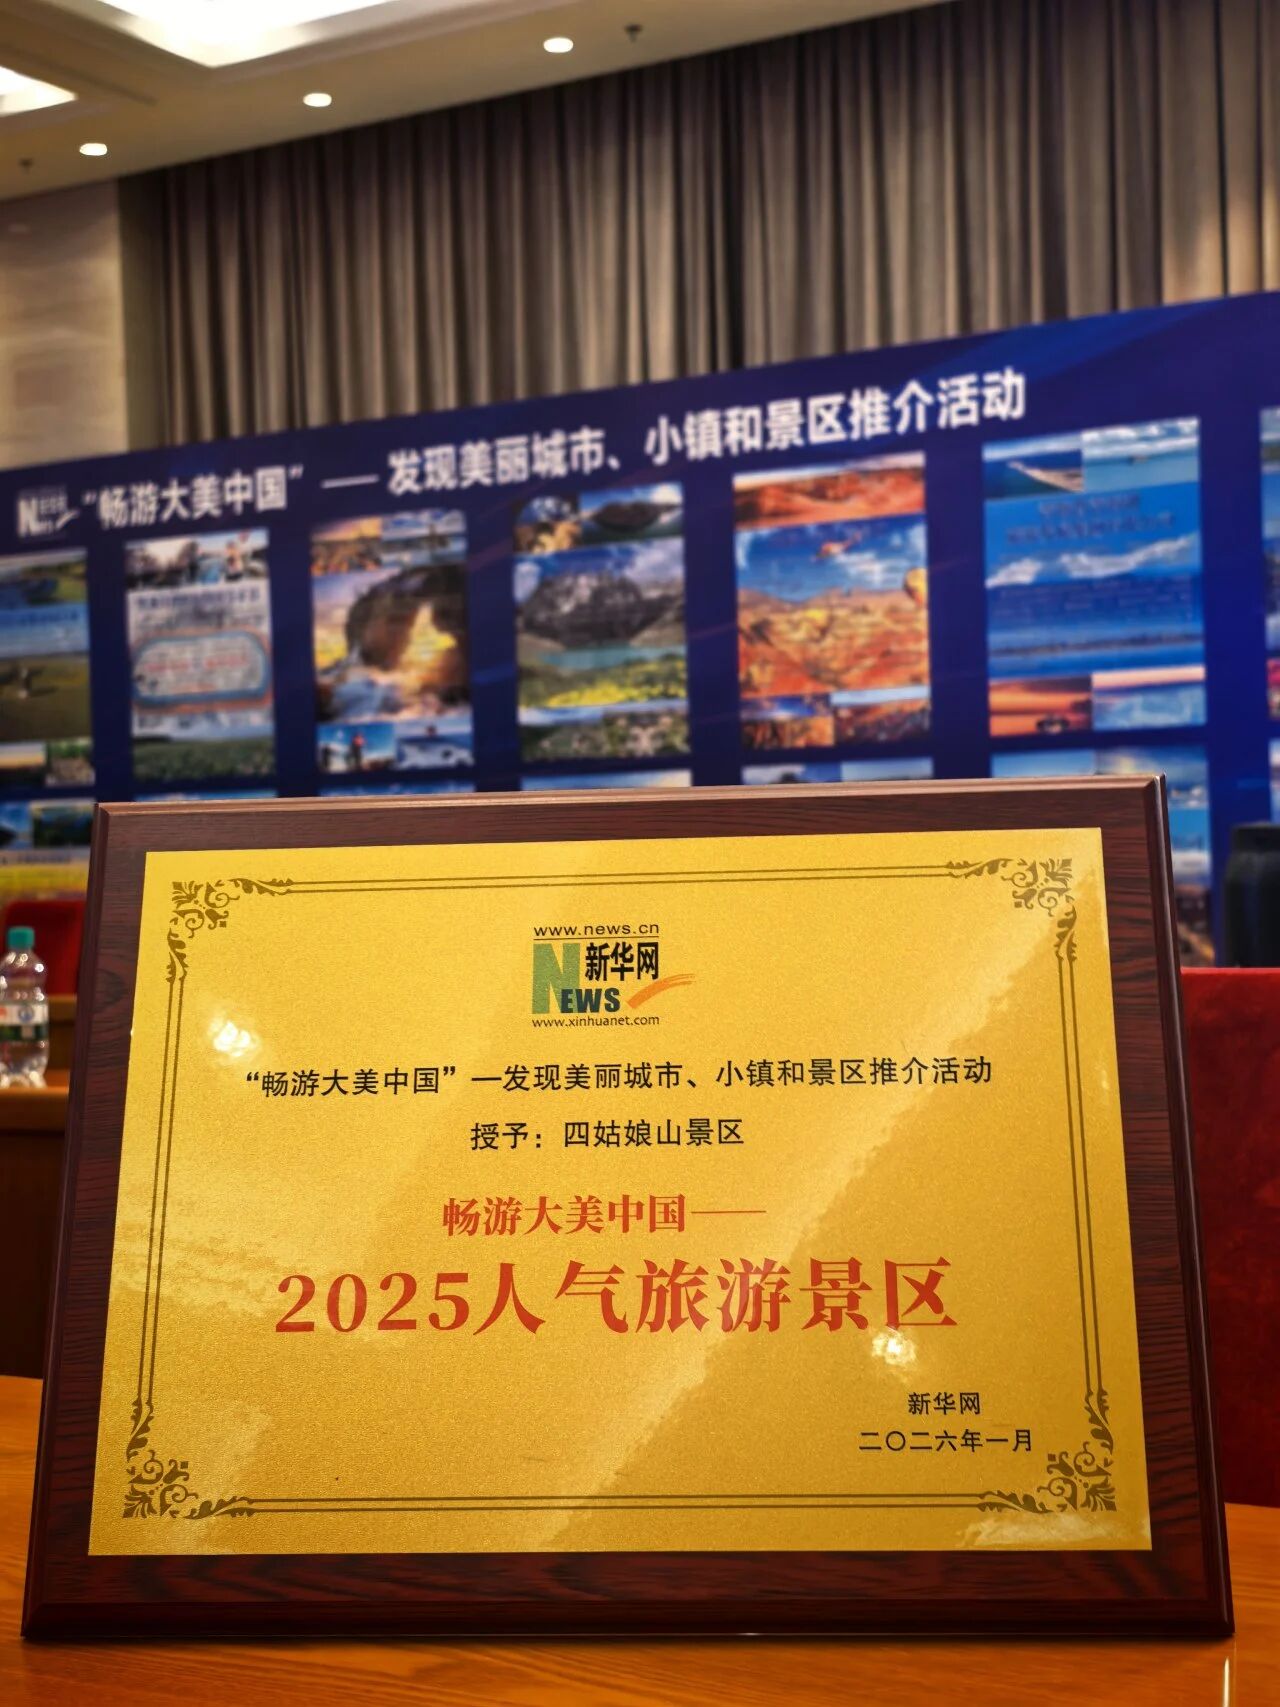 “畅游大美中国”——发现美丽城市、小镇和景区推介活动
www.news.cn
新华网
NEWS
www.xinhuanet.com
“畅游大美中国”—发现美丽城市、小镇和景区推介活动
授予：四姑娘山景区
畅游大美中国——
2025人气旅游景区
新华网
二〇二六年一月